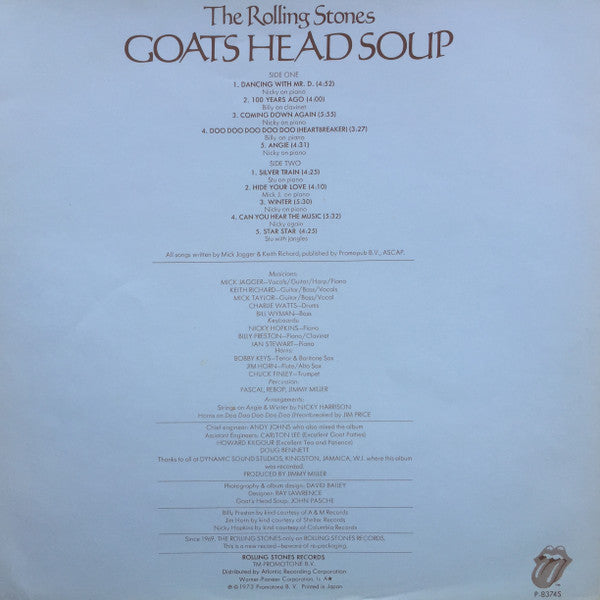 The Rolling Stones
GOATS HEAD SOUP
SIDE ONE
1. DANCING WITH MR. D. (4:52)
Nicky on piano
2. 100 YEARS AGO (4:00)
Billy on clavinet
3. COMING DOWN AGAIN (5:55)
Nicky on piano
4. DOO DOO DOO DOO DOO (HEARTBREAKER) (3:27)
Billy on piano
5. ANGIE (4:31)
Nicky on piano
SIDE TWO
1. SILVER TRAIN (4:25)
Stu on piano
2. HIDE YOUR LOVE (4:10)
Mick J. on piano
3. WINTER (5:30)
Nicky on piano
4. CAN YOU HEAR THE MUSIC (5:32)
Nicky again
5. STAR STAR (4:25)
Stu with jangles
All songs written by Mick Jagger & Keith Richard, published by Promopub B.V., ASCAP.
Musicians:
MICK JAGGER—Vocals/Guitar/Harp/Piano
KEITH RICHARD—Guitar/Bass/Vocals
MICK TAYLOR—Guitar/Bass/Vocal
CHARLIE WATTS—Drums
BILL WYMAN—Bass
Keyboards:
NICKY HOPKINS—Piano
BILLY PRESTON—Piano/Clavinet
IAN STEWART—Piano
Horns:
BOBBY KEYS—Tenor & Baritone Sax
JIM HORN—Flute/Alto Sax
CHUCK FINLEY—Trumpet
Percussion:
PASCAL, REBOP, JIMMY MILLER
Arrangements:
Strings on Angie & Winter by NICKY HARRISON
Horns on Doo Doo Doo Doo Doo (Heartbreaker) by JIM PRICE
Chief engineer: ANDY JOHNS who also mixed the album
Assistant Engineers: CARLTON LEE (Excellent Goat Patties)
HOWARD KILGOUR (Excellent Tea and Patience)
DOUG BENNETT
Thanks to all at DYNAMIC SOUND STUDIOS, KINGSTON, JAMAICA, W.I. where this album
was recorded.
PRODUCED BY JIMMY MILLER
Photography & album design: DAVID BAILEY
Designer: RAY LAWRENCE
Goat's Head Soup: JOHN PASCHE
Billy Preston by kind courtesy of A & M Records
Jim Horn by kind courtesy of Shelter Records
Nicky Hopkins by kind courtesy of Columbia Records
Since 1969, THE ROLLING STONES only on ROLLING STONES RECORDS,
This is a new record—beware of re-packaging.
ROLLING STONES RECORDS
TM-PROMOTONE B.V.
Distributed by Atlantic Recording Corporation
Warner-Pioneer Corporation,
℗ © 1973 Promotone B. V. Printed in Japan
P-8374S